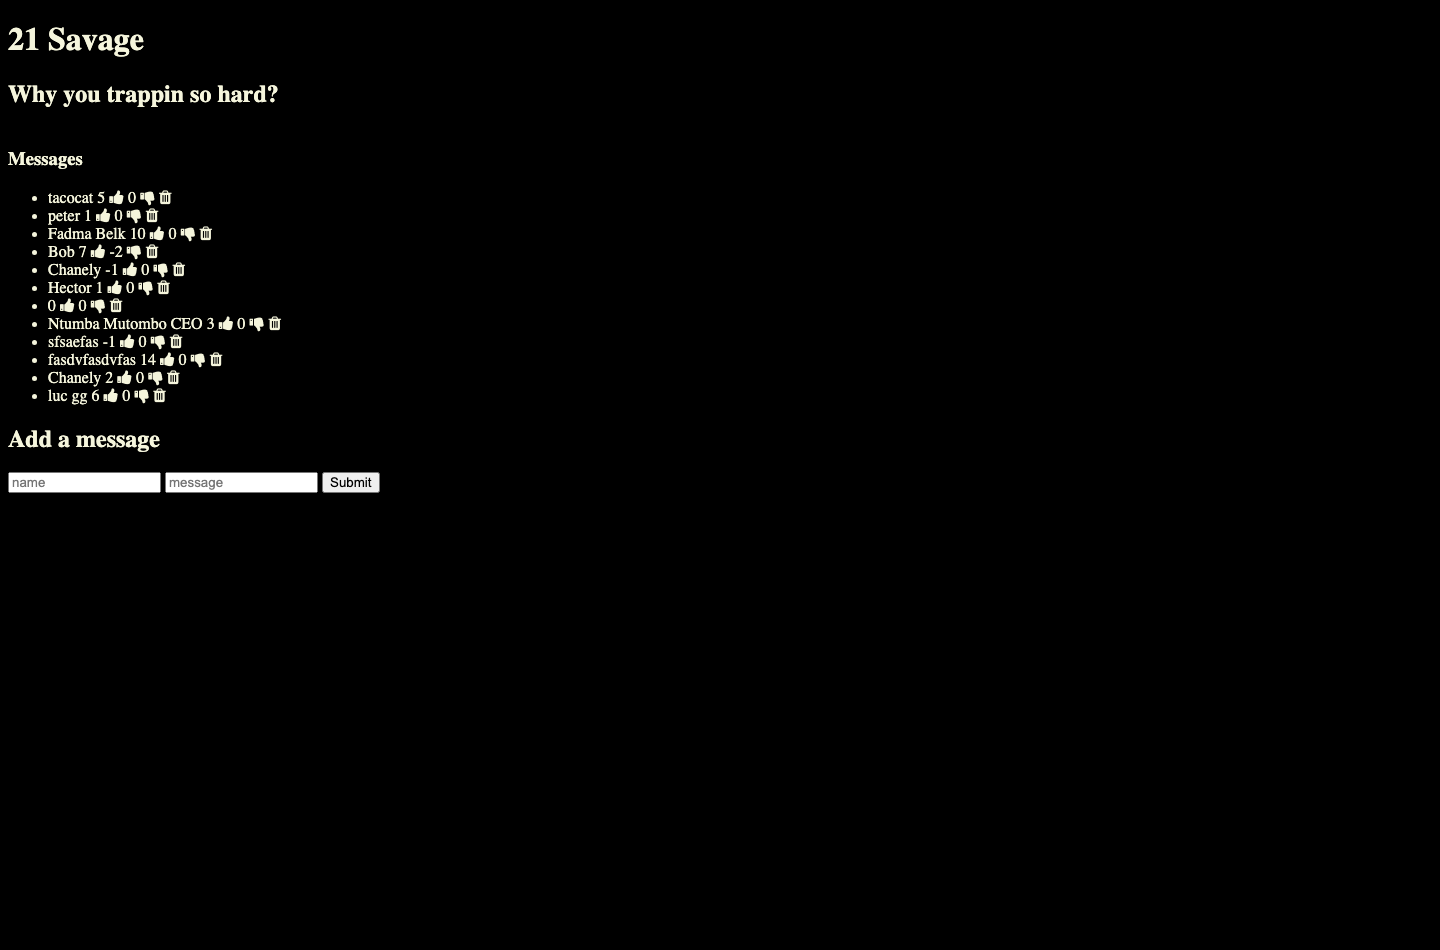 21 Savage
Why you trappin so hard?
Messages
tacocat 5 0
peter 1 0
Fadma Belk 10 0
Bob 7 -2
Chanely -1 0
Hector 1 0
0 0
Ntumba Mutombo CEO 3 0
sfsaefas -1 0
fasdvfasdvfas 14 0
Chanely 2 0
luc gg 6 0
Add a message
name message Submit